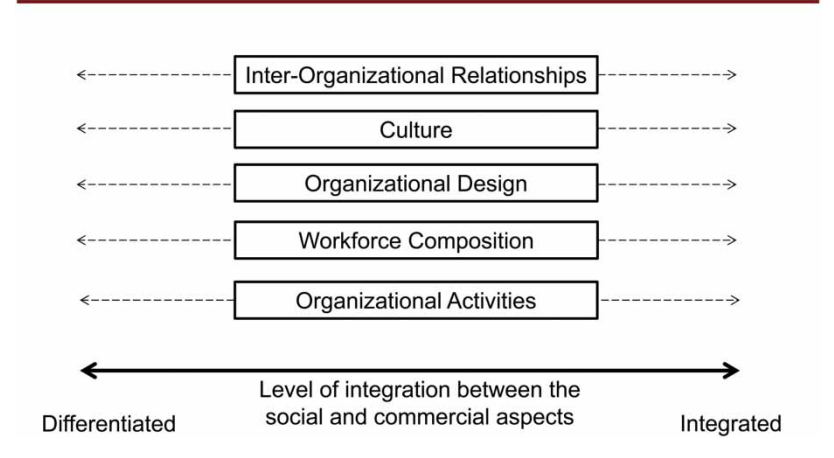 Inter-Organizational Relationships
Culture
Organizational Design
Workforce Composition
Organizational Activities
Level of integration between the
social and commercial aspects
Differentiated
Integrated